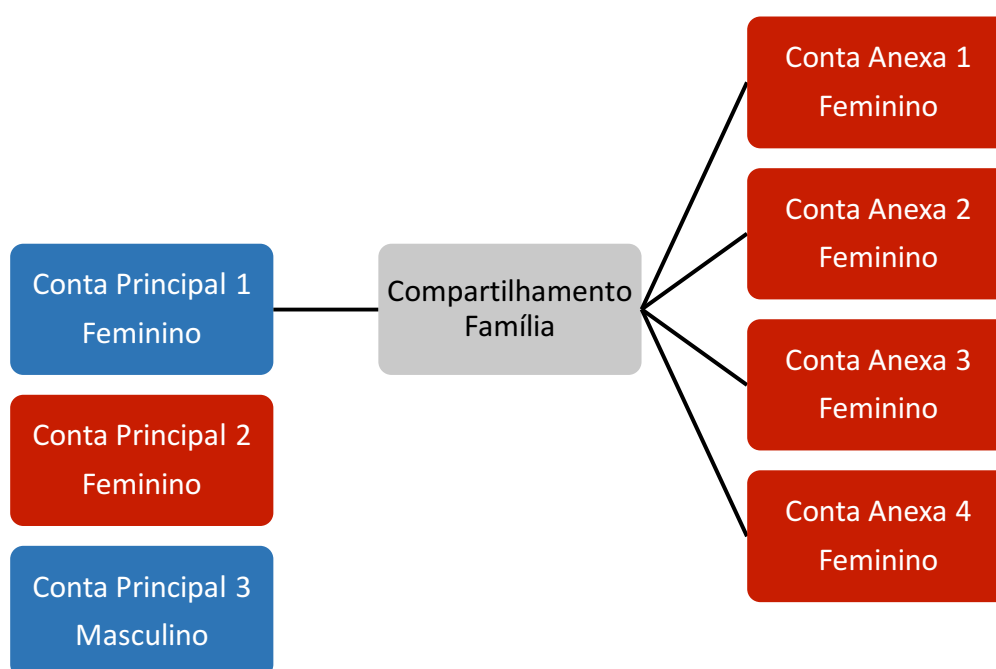 Conta Principal 1
Feminino
Conta Principal 2
Feminino
Conta Principal 3
Masculino
Compartilhamento
Família
Conta Anexa 1
Feminino
Conta Anexa 2
Feminino
Conta Anexa 3
Feminino
Conta Anexa 4
Feminino